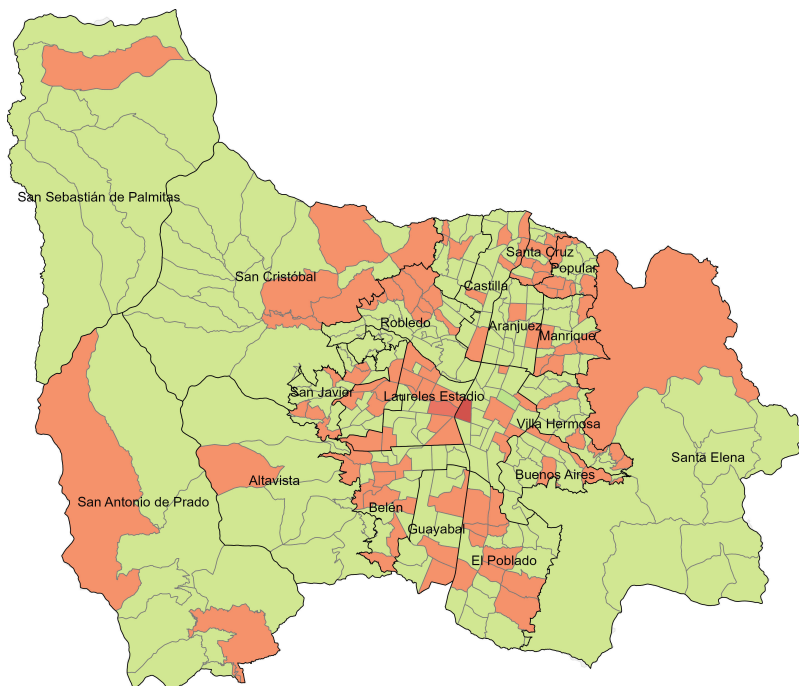 San Sebastián de Palmitas
Santa Cruz
Popular
San Cristóbal
Castilla
Robledo
Aranjuez
Manrique
San Javier
Laureles Estadio
Villa Hermosa
Santa Elena
Buenos Aires
Altavista
San Antonio de Prado
Belén
Guayabal
El Poblado